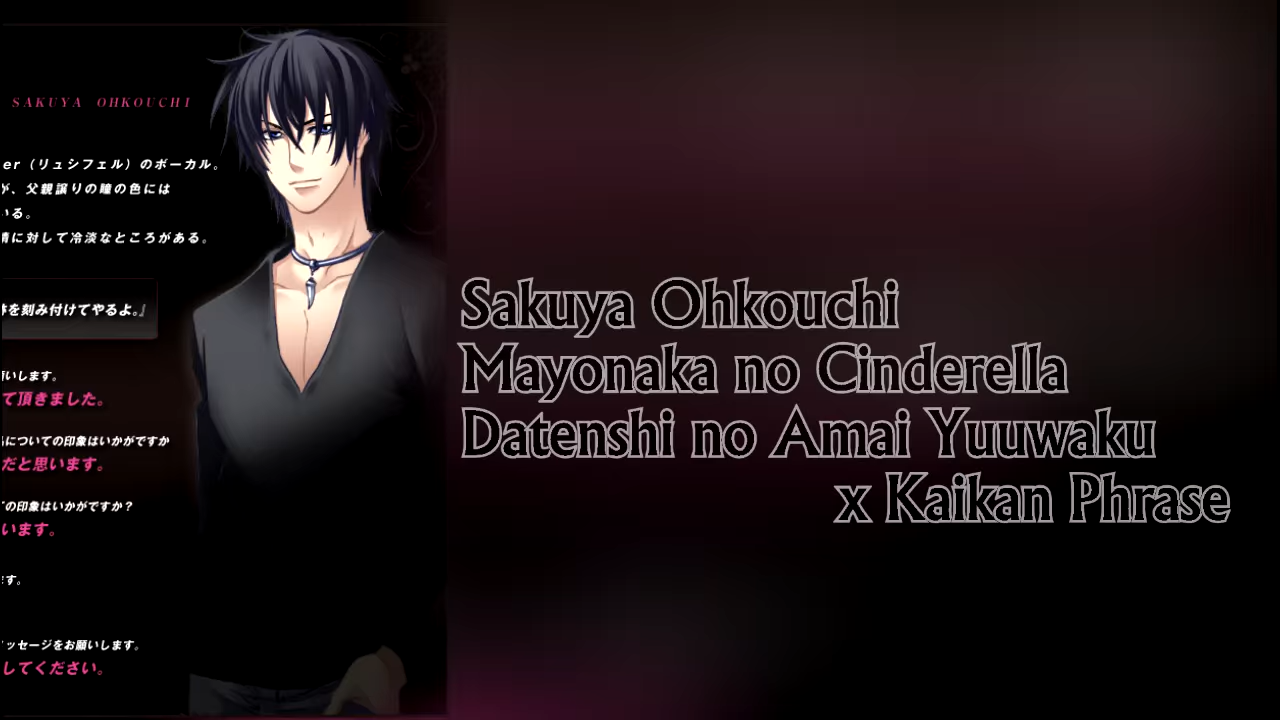 SAKUYA OHKOUCHI
er（リュシフェル）のボーカル。
が、父親譲りの瞳の色には
いる。
情に対して冷淡なところがある。
を刻み付けてやるよ。』
いします。
て頂きました。
についての印象はいかがですか
だと思います。
の印象はいかがですか？
います。
ます。
ッセージをお願いします。
してください。
Sakuya Ohkouchi
Mayonaka no Cinderella
Datenshi no Amai Yuuwaku
x Kaikan Phrase